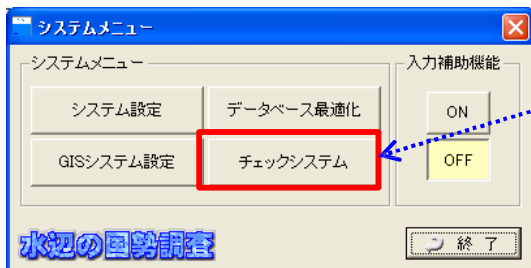 システムメニュー
システムメニュー
入力補助機能
システム設定
データベース最適化
ON
GISシステム設定
チェックシステム
OFF
水辺の国勢調査
終 了